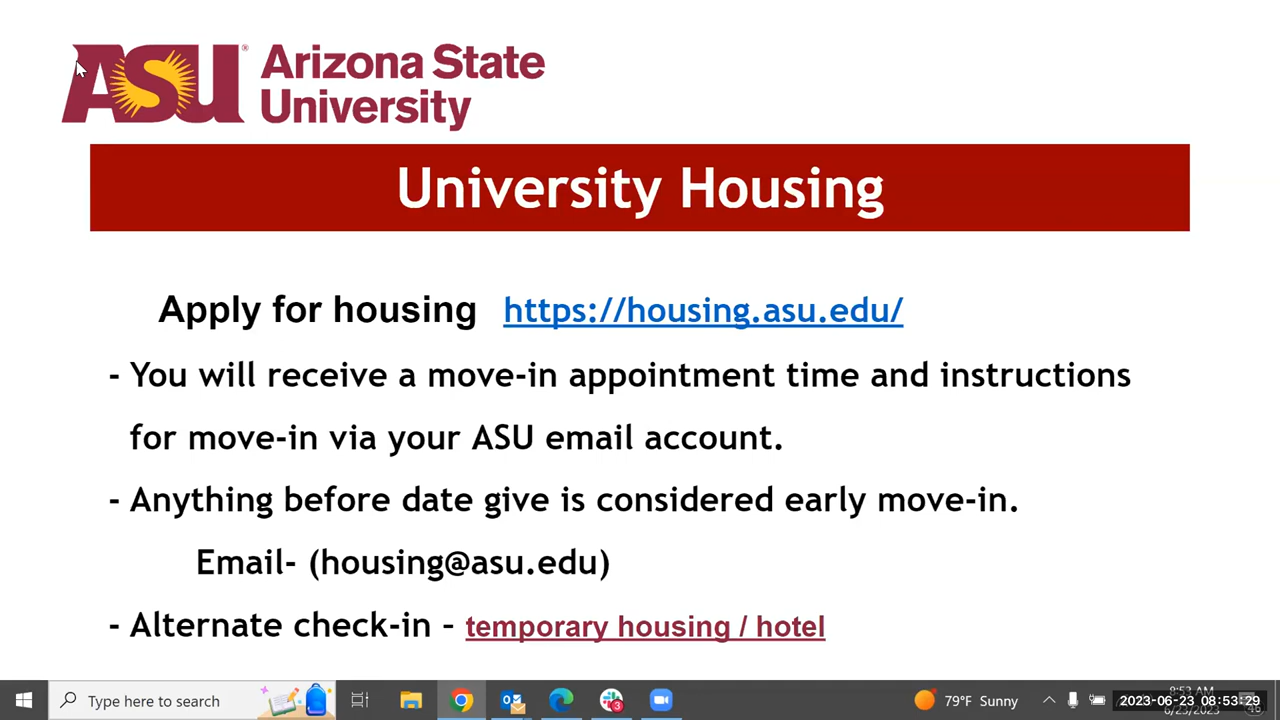 ASU® Arizona State
University
University Housing
Apply for housing https://housing.asu.edu/
- You will receive a move-in appointment time and instructions
for move-in via your ASU email account.
- Anything before date give is considered early move-in.
Email- (housing@asu.edu)
- Alternate check-in – temporary housing / hotel
Type here to search
79°F Sunny
2023-06-23 08:53:29